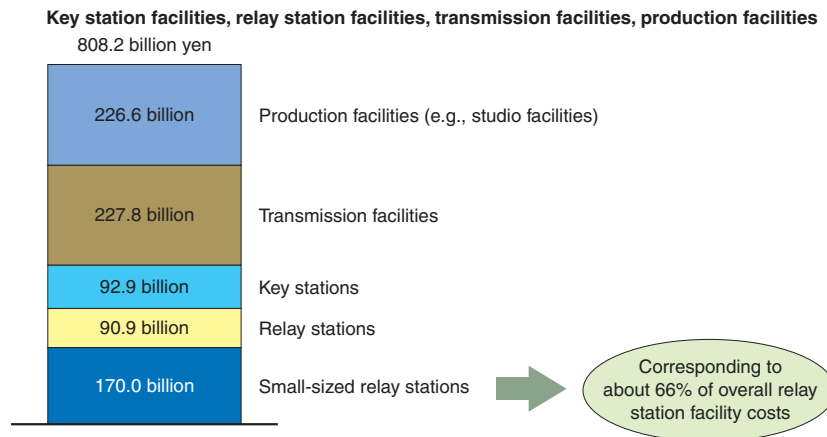 Key station facilities, relay station facilities, transmission facilities, production facilities
808.2 billion yen
226.6 billion
Production facilities (e.g., studio facilities)
227.8 billion
Transmission facilities
92.9 billion
Key stations
90.9 billion
Relay stations
170.0 billion
Small-sized relay stations
Corresponding to
about 66% of overall relay
station facility costs